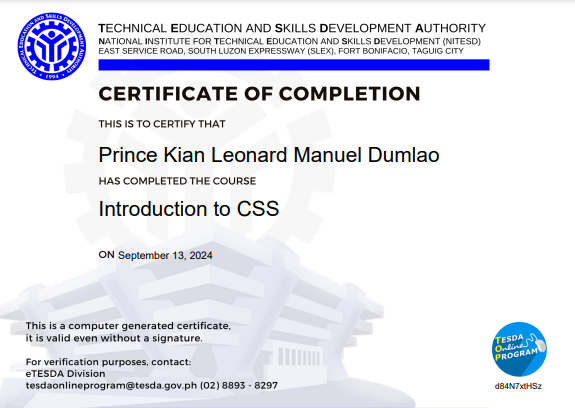 TECHNICAL EDUCATION AND SKILLS DEVELOPMENT AUTHORITY
NATIONAL INSTITUTE FOR TECHNICAL EDUCATION AND SKILLS DEVELOPMENT (NITESD)
EAST SERVICE ROAD, SOUTH LUZON EXPRESSWAY (SLEX), FORT BONIFACIO, TAGUIG CITY
TECHNICAL EDUCATION AND SKILLS DEVELOPMENT AUTHORITY
• 1994 •
CERTIFICATE OF COMPLETION
THIS IS TO CERTIFY THAT
Prince Kian Leonard Manuel Dumlao
HAS COMPLETED THE COURSE
Introduction to CSS
ON September 13, 2024
This is a computer generated certificate,
it is valid even without a signature.
For verification purposes, contact:
eTESDA Division
tesdaonlineprogram@tesda.gov.ph (02) 8893 - 8297
TESDA
Online
PROGRAM
d84N7xtHSz